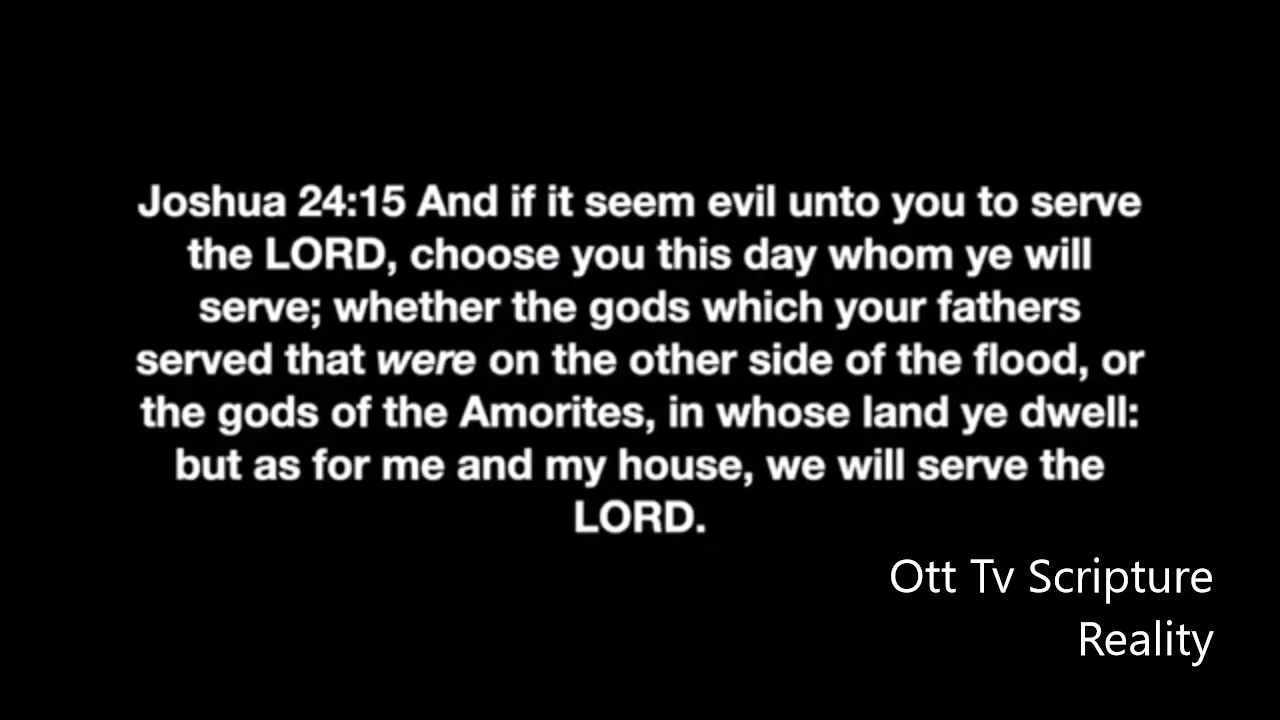 Joshua 24:15 And if it seem evil unto you to serve
the LORD, choose you this day whom ye will
serve; whether the gods which your fathers
served that were on the other side of the flood, or
the gods of the Amorites, in whose land ye dwell:
but as for me and my house, we will serve the
LORD.
Ott Tv Scripture
Reality